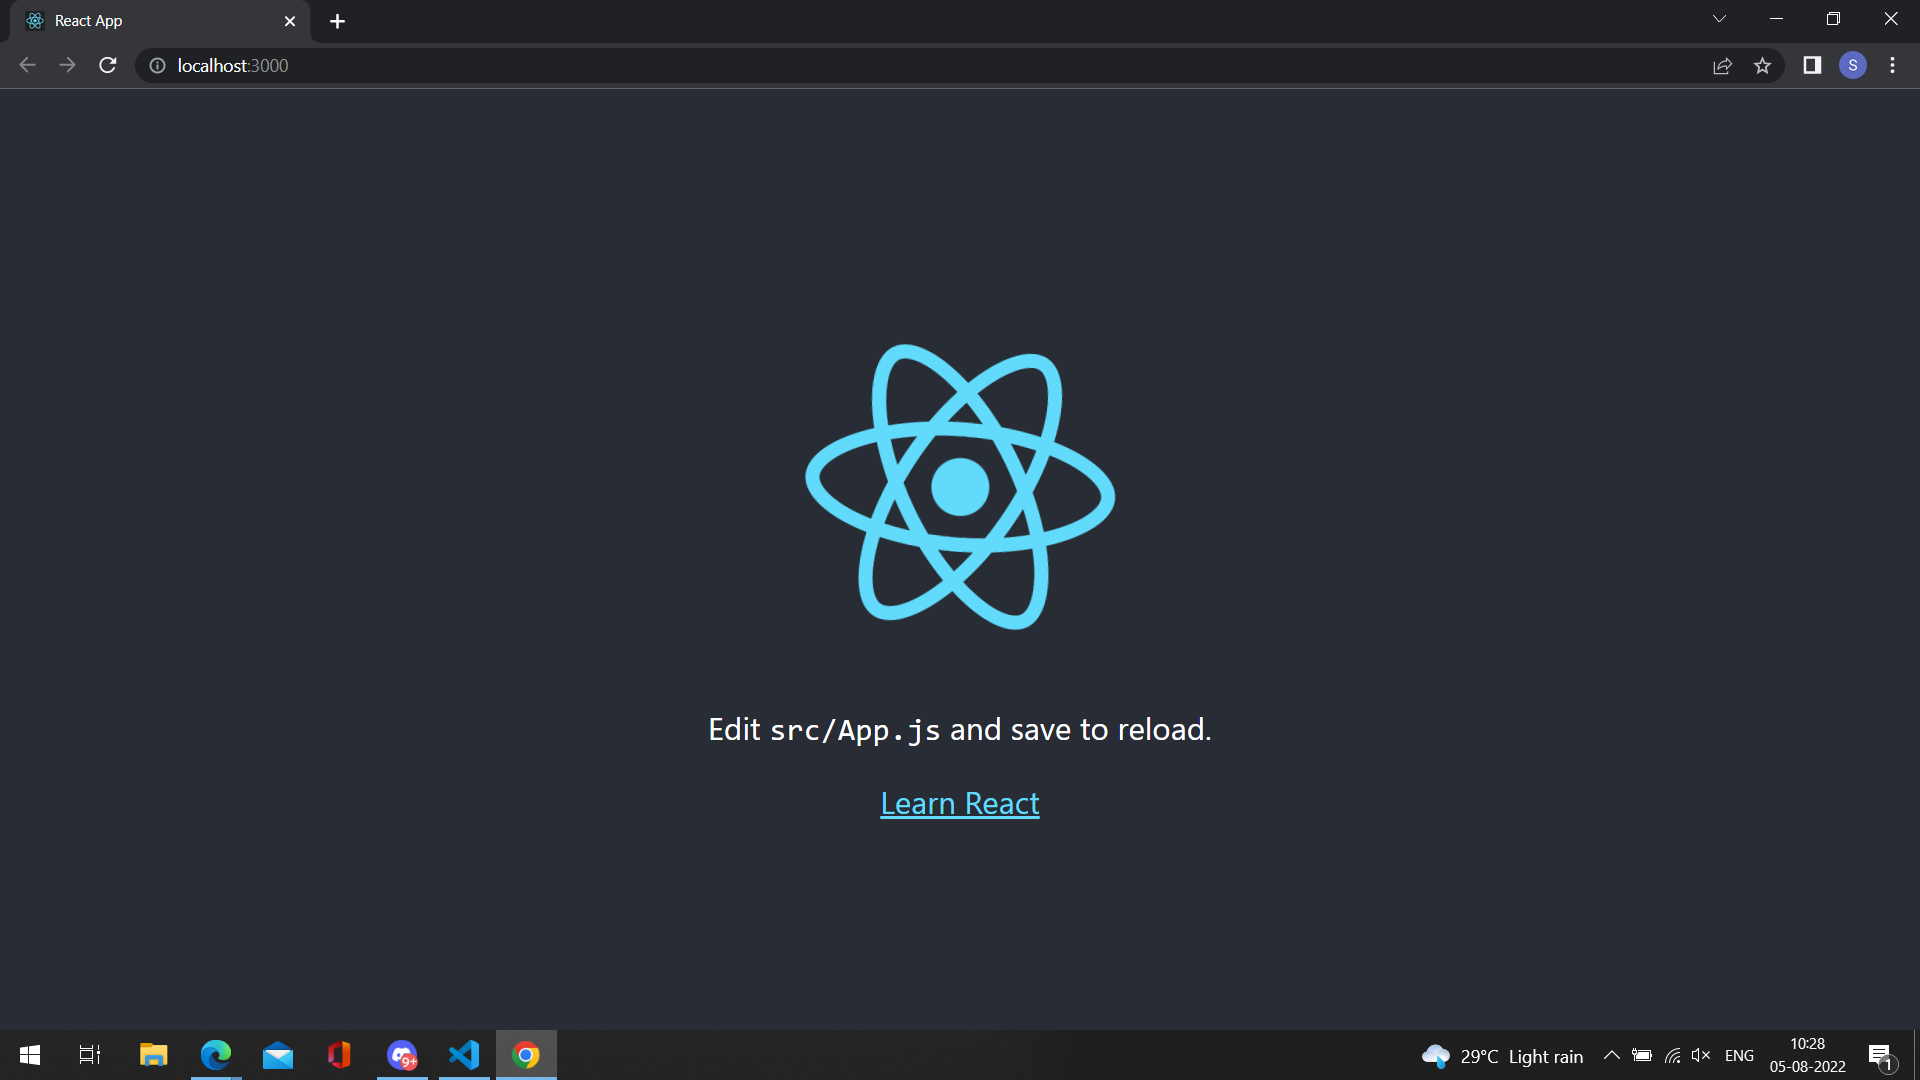 React App
localhost:3000
S
Edit src/App.js and save to reload.
Learn React
9+
29°C Light rain
ENG
10:28
05-08-2022
1